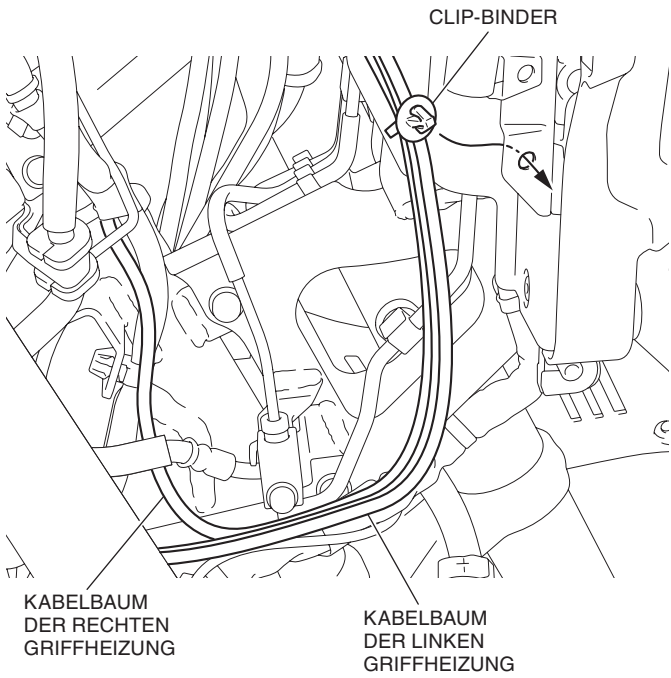 CLIP-BINDER
KABELBAUM
DER RECHTEN
GRIFFHEIZUNG
KABELBAUM
DER LINKEN
GRIFFHEIZUNG